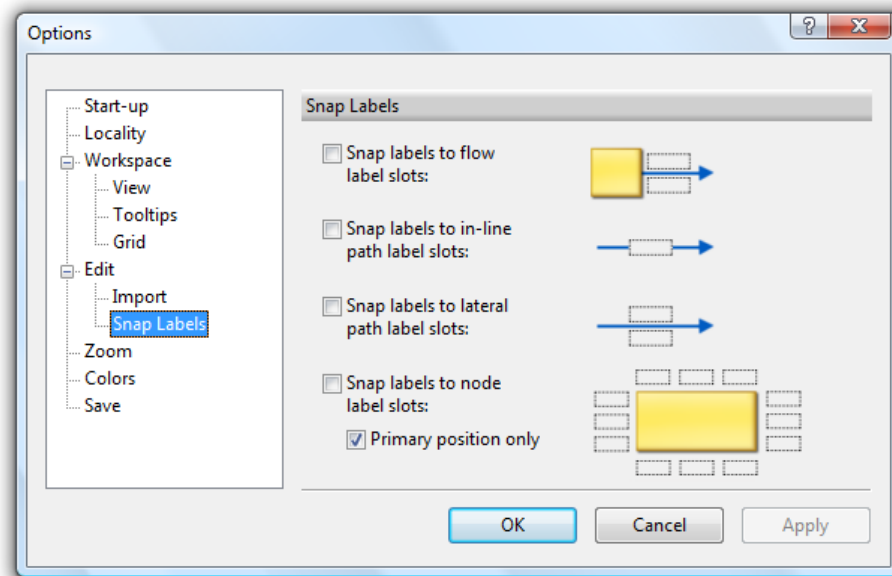 Options
?
X
Start-up
Locality
Workspace
View
Tooltips
Grid
Edit
Import
Snap Labels
Zoom
Colors
Save
Snap Labels
Snap labels to flow
label slots:
Snap labels to in-line
path label slots:
Snap labels to lateral
path label slots:
Snap labels to node
label slots:
Primary position only
OK
Cancel
Apply